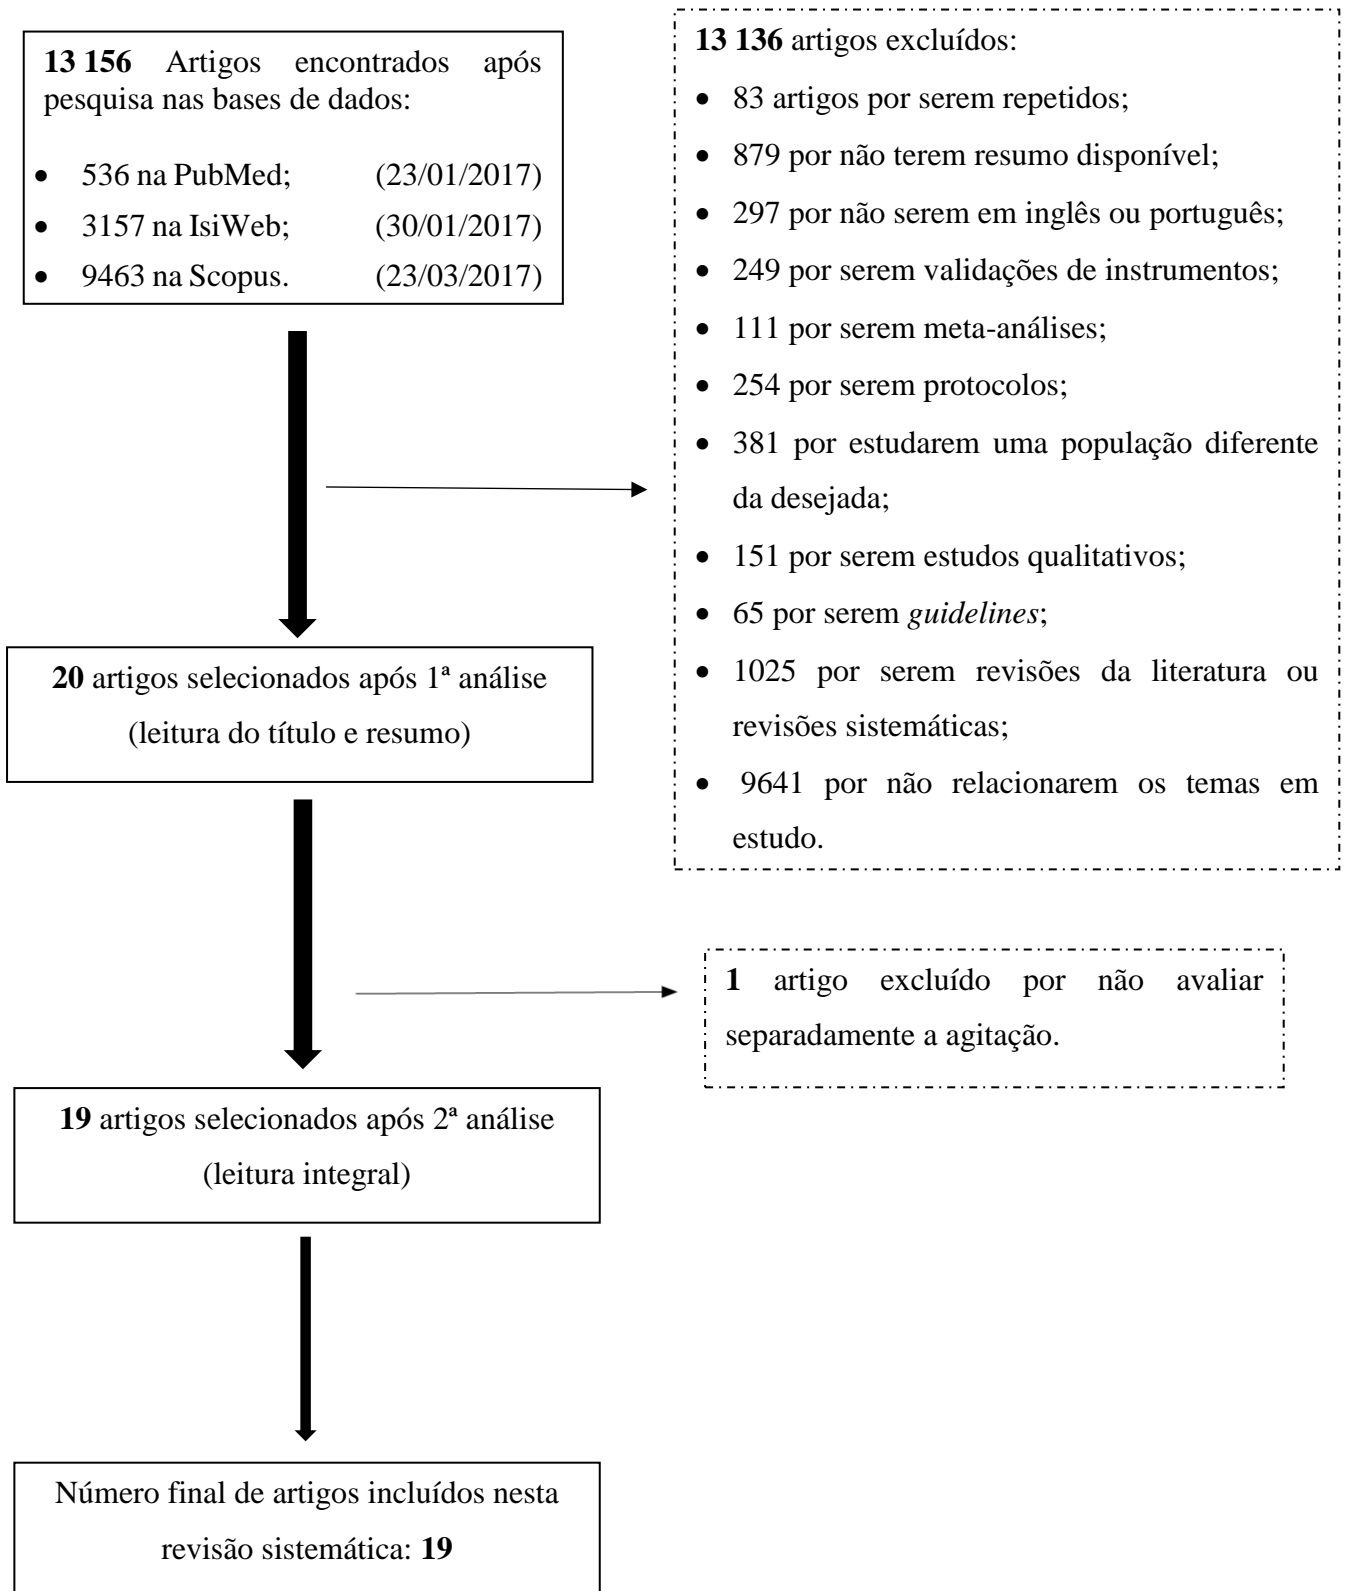 13 156 Artigos encontrados após
pesquisa nas bases de dados:
• 536 na PubMed; (23/01/2017)
• 3157 na IsiWeb; (30/01/2017)
• 9463 na Scopus. (23/03/2017)
13 136 artigos excluídos:
• 83 artigos por serem repetidos;
• 879 por não terem resumo disponível;
• 297 por não serem em inglês ou português;
• 249 por serem validações de instrumentos;
• 111 por serem meta-análises;
• 254 por serem protocolos;
• 381 por estudarem uma população diferente
da desejada;
• 151 por serem estudos qualitativos;
• 65 por serem guidelines;
• 1025 por serem revisões da literatura ou
revisões sistemáticas;
• 9641 por não relacionarem os temas em
estudo.
20 artigos selecionados após 1ª análise
(leitura do título e resumo)
1 artigo excluído por não avaliar
separadamente a agitação.
19 artigos selecionados após 2ª análise
(leitura integral)
Número final de artigos incluídos nesta
revisão sistemática: 19